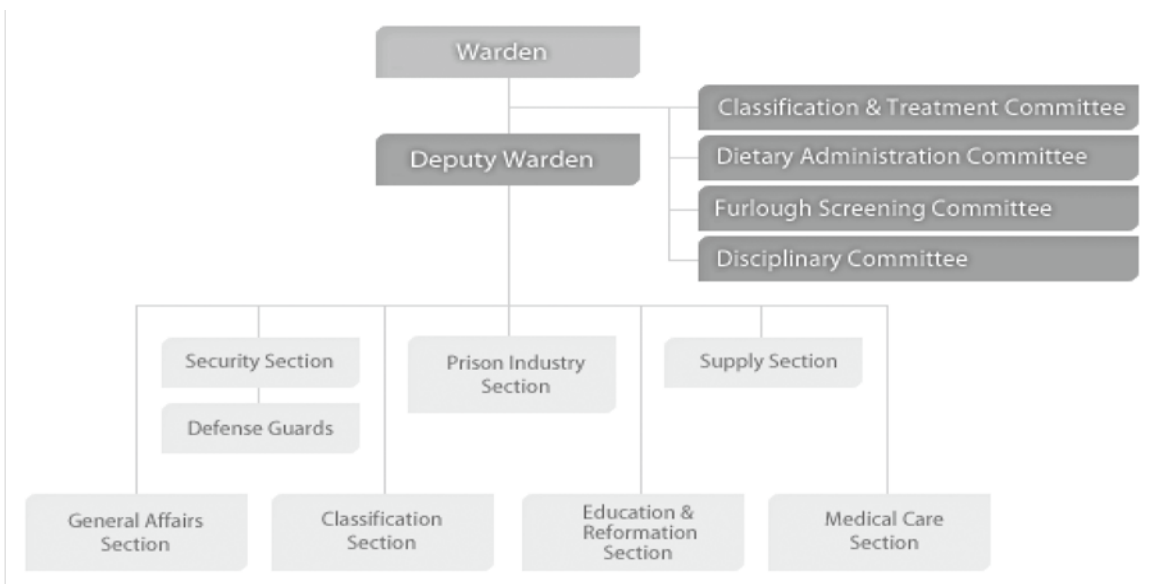 Warden
Classification & Treatment Committee
Deputy Warden
Dietary Administration Committee
Furlough Screening Committee
Disciplinary Committee
Security Section
Prison Industry
Section
Supply Section
Defense Guards
General Affairs
Section
Classification
Section
Education &
Reformation
Section
Medical Care
Section